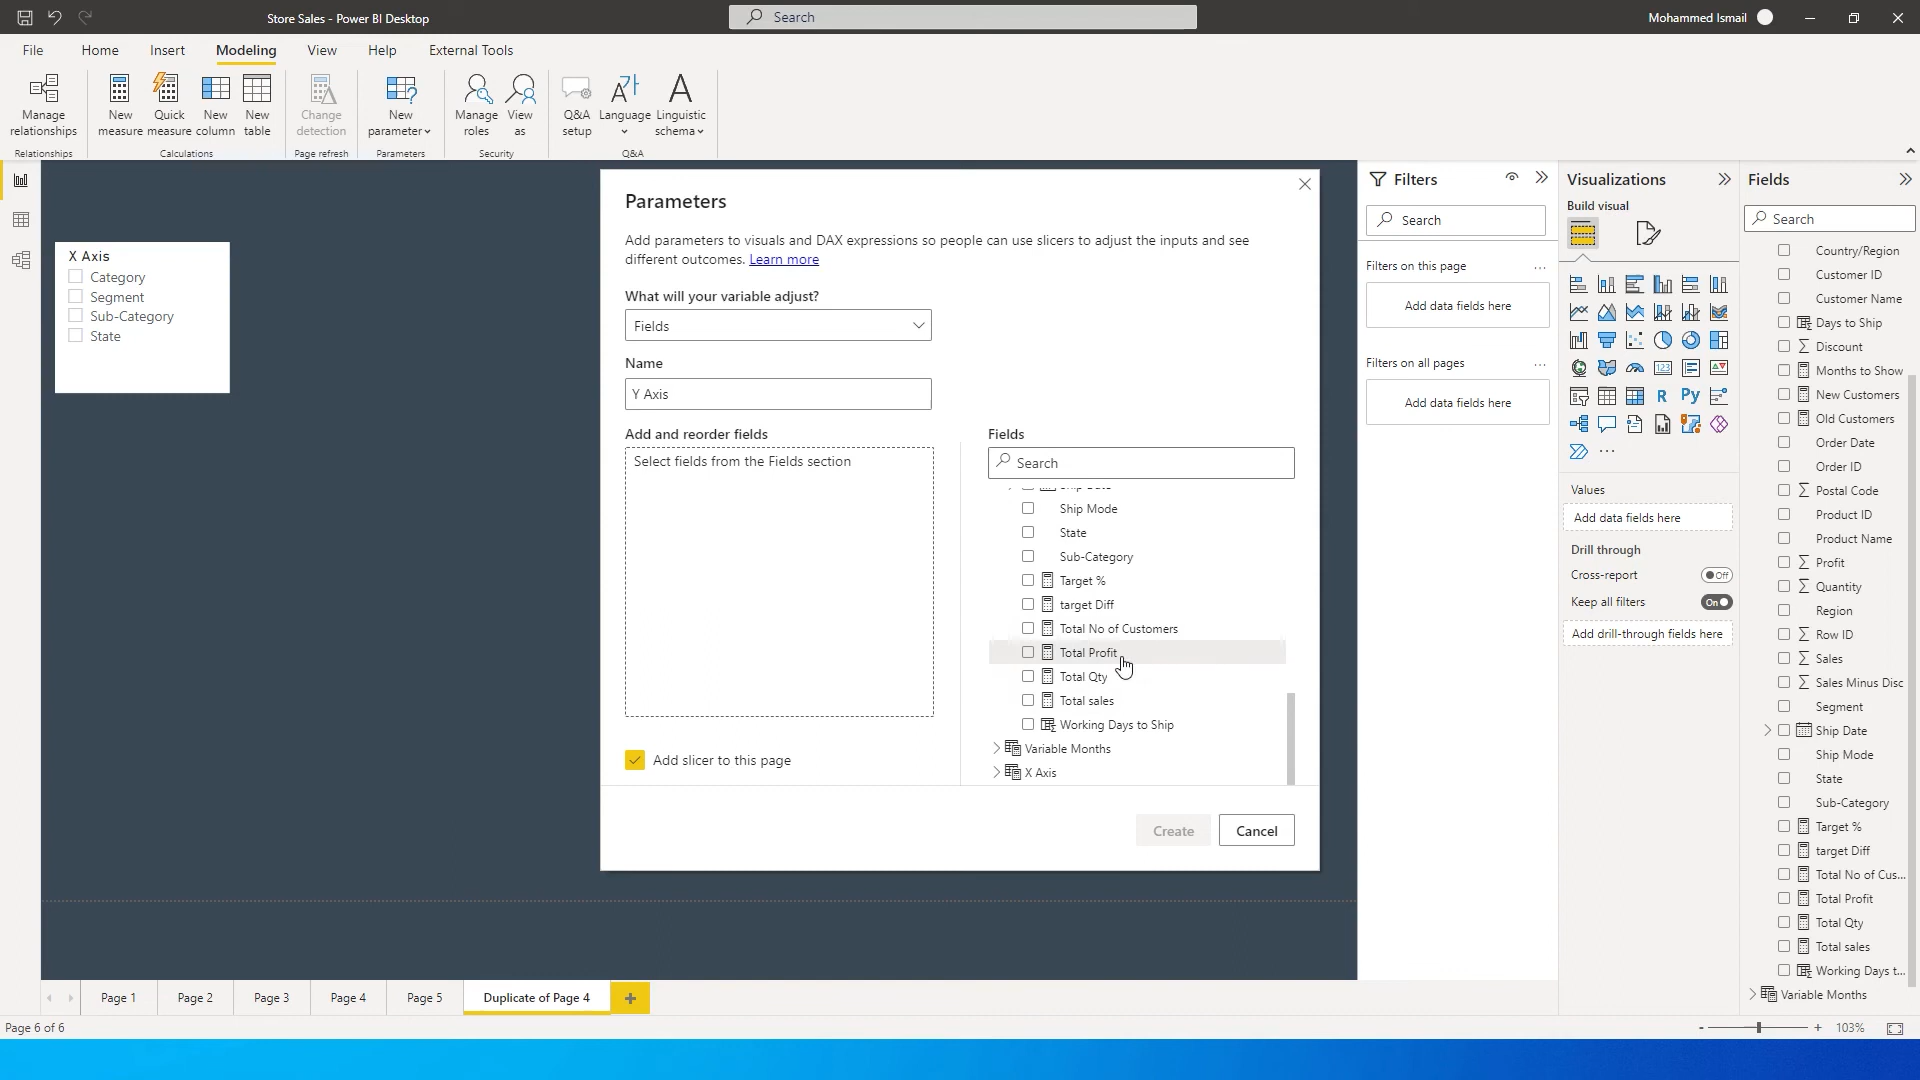 Store Sales - Power BI Desktop
Search
Mohammed Ismail
File
Home
Insert
Modeling
View
Help
External Tools
Manage relationships
New measure
Quick measure
New column
New table
Change detection
New parameter
Manage roles
View as
Q&A setup
Language
Linguistic schema
Relationships
Calculations
Page refresh
Parameters
Security
Q&A
X Axis
Category
Segment
Sub-Category
State
Parameters
Add parameters to visuals and DAX expressions so people can use slicers to adjust the inputs and see
different outcomes. Learn more
What will your variable adjust?
Fields
Name
Y Axis
Add and reorder fields
Select fields from the Fields section
Add slicer to this page
Fields
Search
Ship Date
Ship Mode
State
Sub-Category
Target %
target Diff
Total No of Customers
Total Profit
Total Qty
Total sales
Working Days to Ship
Variable Months
X Axis
Create
Cancel
Filters
Search
Filters on this page
...
Add data fields here
Filters on all pages
...
Add data fields here
Visualizations
Build visual
123
R
Py
...
Values
Add data fields here
Drill through
Cross-report
Off
Keep all filters
On
Add drill-through fields here
Fields
Search
Country/Region
Customer ID
Customer Name
Days to Ship
Discount
Months to Show
New Customers
Old Customers
Order Date
Order ID
Postal Code
Product ID
Product Name
Profit
Quantity
Region
Row ID
Sales
Sales Minus Disc
Segment
Ship Date
Ship Mode
State
Sub-Category
Target %
target Diff
Total No of Cus...
Total Profit
Total Qty
Total sales
Working Days t...
Variable Months
Page 1
Page 2
Page 3
Page 4
Page 5
Duplicate of Page 4
+
Page 6 of 6
- + 103%